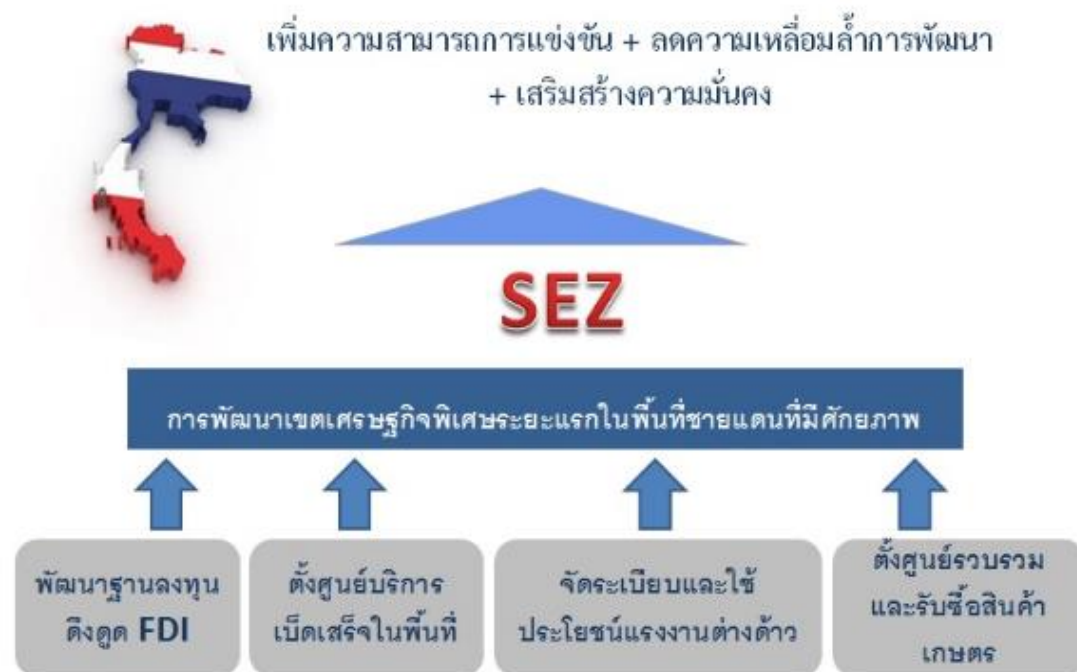 เพิ่มความสามารถการแข่งขัน + ลดความเหลื่อมล้ำการพัฒนา
+ เสริมสร้างความมั่นคง
SEZ
การพัฒนาเขตเศรษฐกิจพิเศษระยะแรกในพื้นที่ชายแดนที่มีศักยภาพ
พัฒนาฐานลงทุน
ดึงดูด FDI
ตั้งศูนย์บริการ
เบ็ดเสร็จในพื้นที่
จัดระเบียบและใช้
ประโยชน์แรงงานต่างด้าว
ตั้งศูนย์รวบรวม
และรับซื้อสินค้า
เกษตร